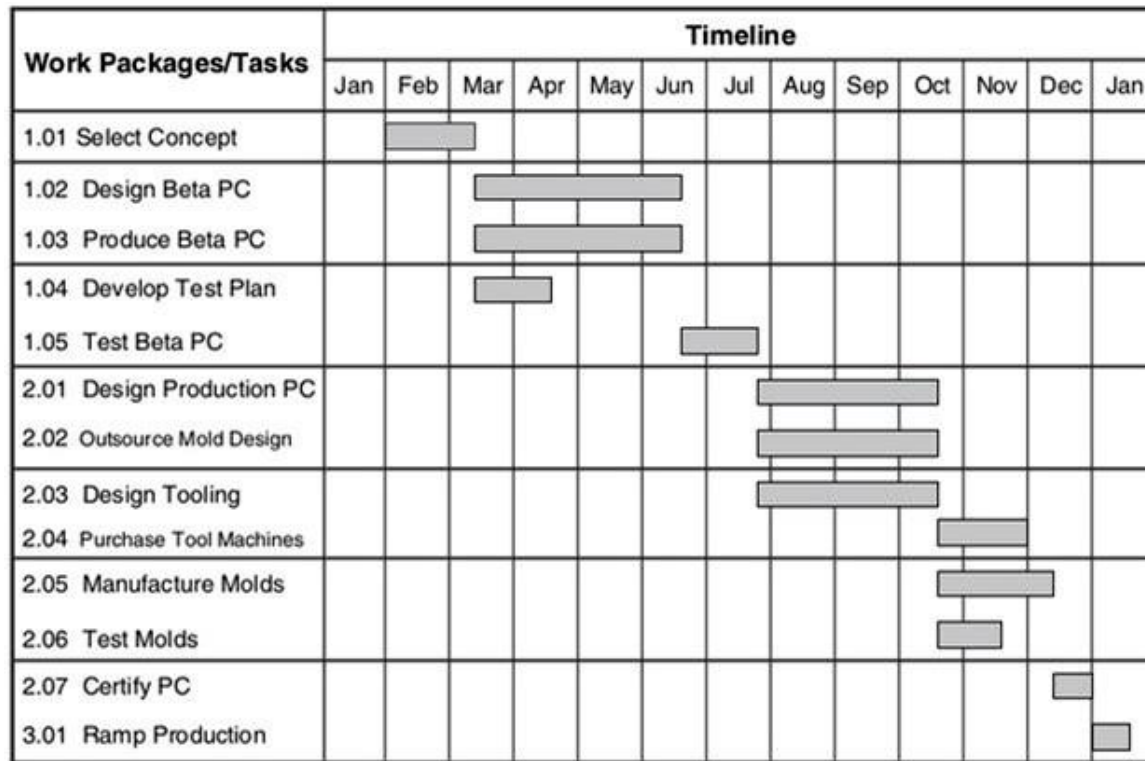 Work Packages/Tasks
Timeline
Jan Feb Mar Apr May Jun Jul Aug Sep Oct Nov Dec Jan
1.01 Select Concept
1.02 Design Beta PC
1.03 Produce Beta PC
1.04 Develop Test Plan
1.05 Test Beta PC
2.01 Design Production PC
2.02 Outsource Mold Design
2.03 Design Tooling
2.04 Purchase Tool Machines
2.05 Manufacture Molds
2.06 Test Molds
2.07 Certify PC
3.01 Ramp Production